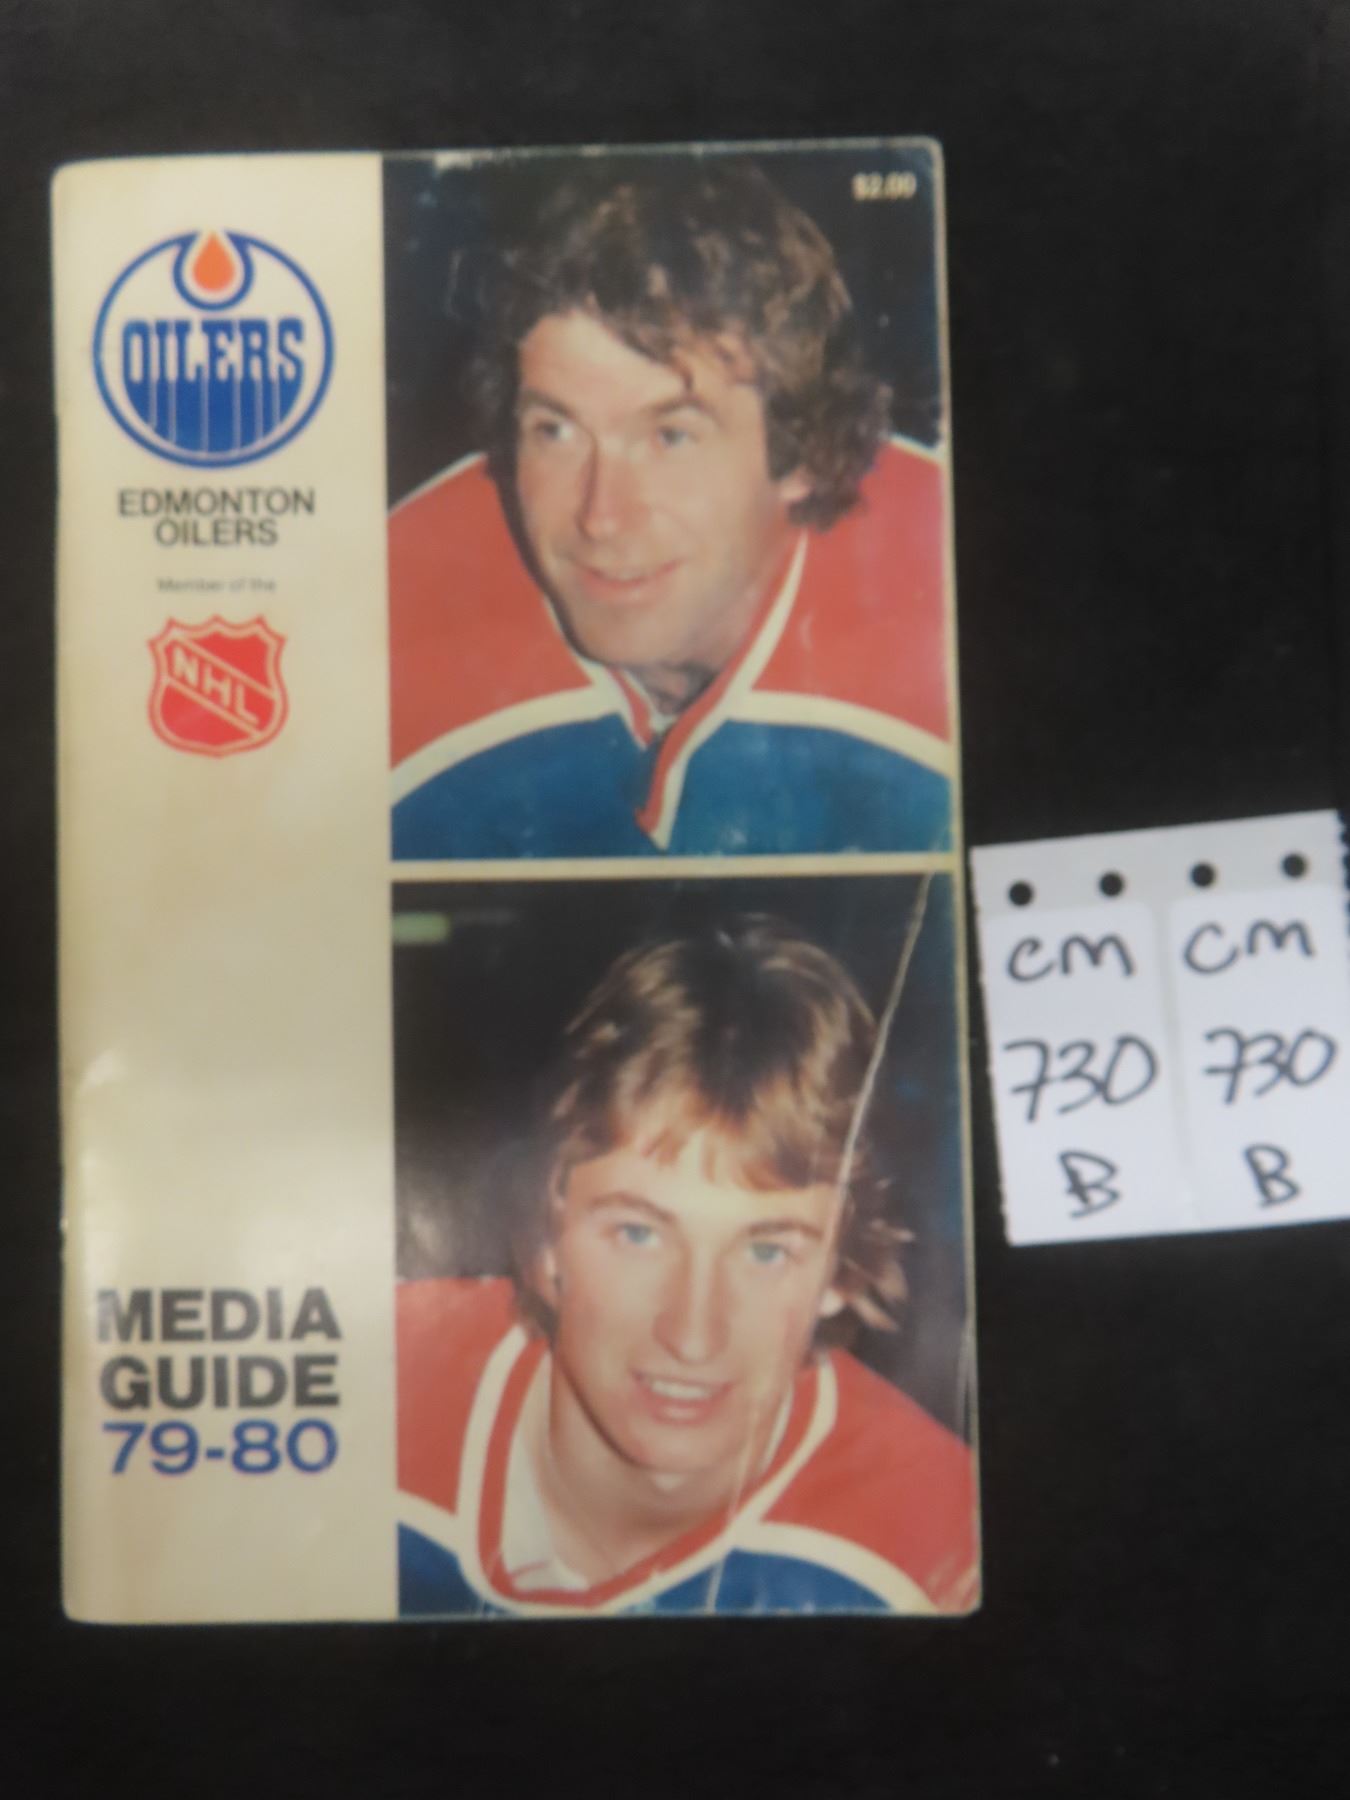 $2.00
OILERS
EDMONTON
OILERS
Member of the
NHL
MEDIA
GUIDE
79-80
CM CM
730 730
B B